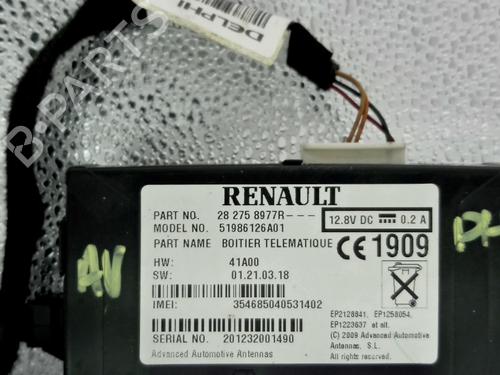 DELPHI
B-PARTS
RENAULT
PART NO. 28 275 8977R---
MODEL NO. 51986126A01
12.8V DC 0.2 A
PART NAME BOITIER TELEMATIQUE
CE 1909
HW: 41A00
SW: 01.21.03.18
IMEI: 354685040531402
SERIAL NO. 201232001490
Advanced Automotive Antennas
EP2128841, EP1258054,
EP1223637 et alt.
(C) 2009 Advanced Automotive
Antennas, S.L.
All rights reserved.
AV